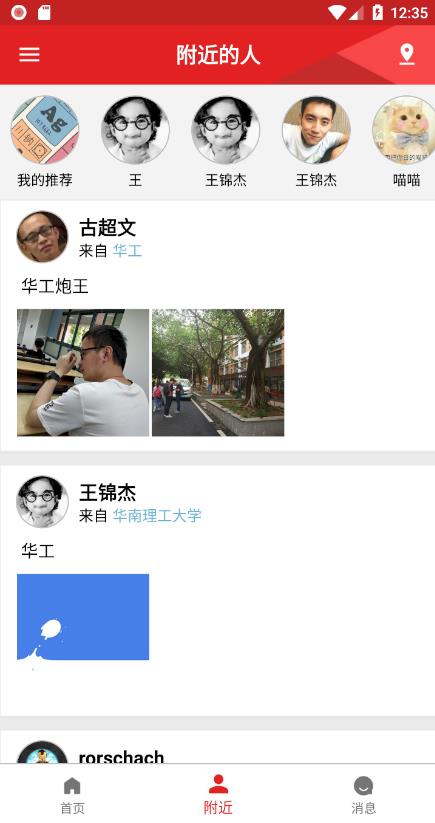 12:35
附近的人
Ag
我的推荐
王
王锦杰
王锦杰
喵喵
古超文
来自 华工
华工炮王
王锦杰
来自 华南理工大学
华工
rorschach
首页
附近
消息